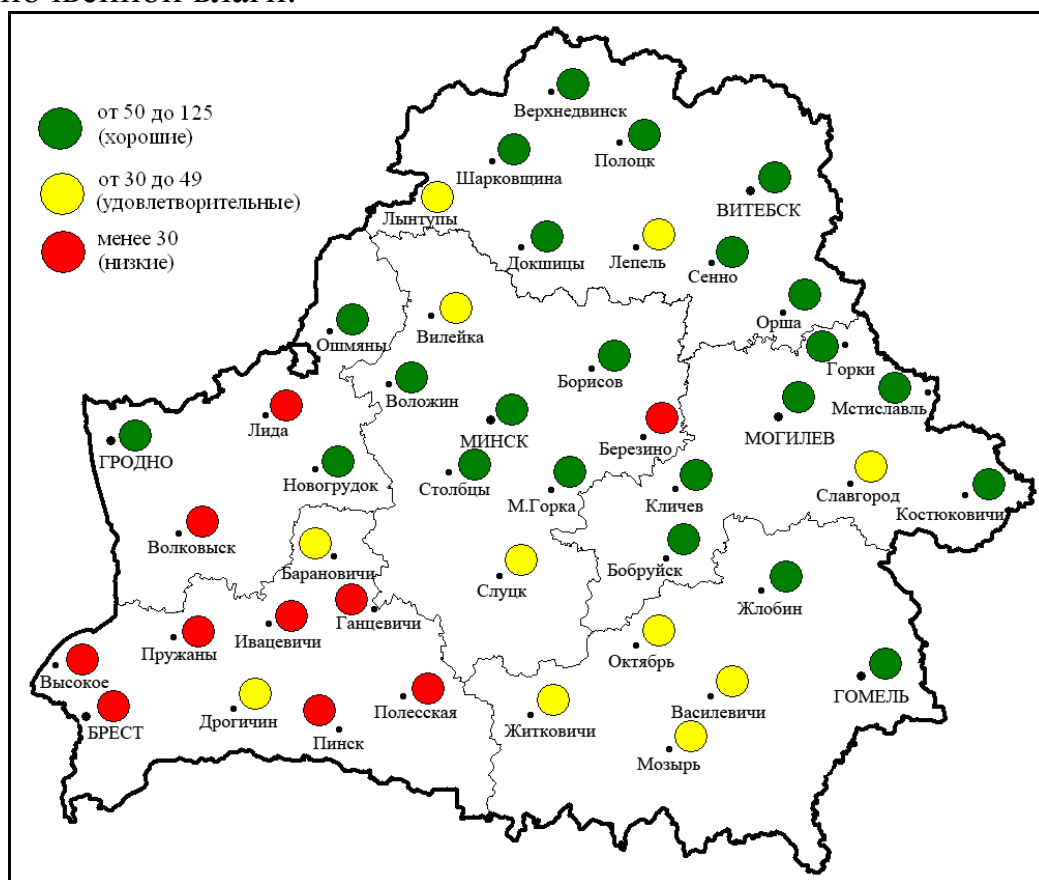 почвенной влаги.
от 50 до 125
(хорошие)
от 30 до 49
(удовлетворительные)
менее 30
(низкие)
Верхнедвинск
Полоцк
Шарковщина
ВИТЕБСК
Лынтупы
Докшицы
Лепель
Сенно
Орша
Ошмяны
Вилейка
Горки
Борисов
Воложин
Мстиславль
Лида
МИНСК
МОГИЛЕВ
Березино
ГРОДНО
Новогрудок
Столбцы
М.Горка
Кличев
Славгород
Костюковичи
Волковыск
Барановичи
Слуцк
Бобруйск
Жлобин
Ганцевичи
Ивацевичи
Пружаны
Октябрь
Высокое
ГОМЕЛЬ
Полесская
Василевичи
Дрогичин
Житковичи
БРЕСТ
Пинск
Мозырь